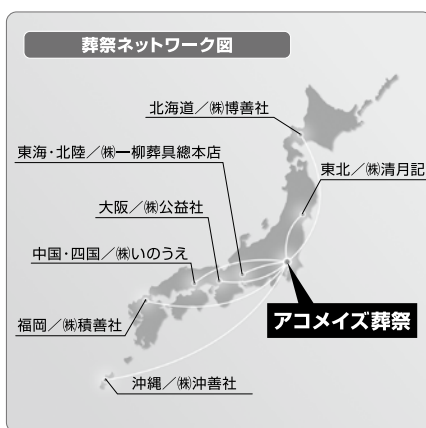 葬祭ネットワーク図
北海道／㈱博善社
東海・北陸／㈱一柳葬具總本店
東北／㈱清月記
大阪／㈱公益社
中国・四国／㈱いのうえ
アコメイズ葬祭
福岡／㈱積善社
沖縄／㈱沖善社